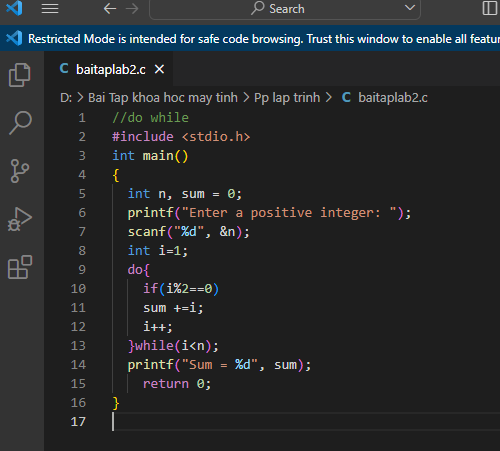 Search
Restricted Mode is intended for safe code browsing. Trust this window to enable all
baitaplab2.c
D: > Bai Tap khoa hoc may tinh > Pp lap trinh > C baitaplab2.c
1 //do while
2 #include <stdio.h>
3 int main()
4 {
5 int n, sum = 0;
6 printf("Enter a positive integer: ");
7 scanf("%d", &n);
8 int i=1;
9 do{
10 if(i%2==0)
11 sum +=i;
12 i++;
13 }while(i<n);
14 printf("Sum = %d", sum);
15 return 0;
16 }
17